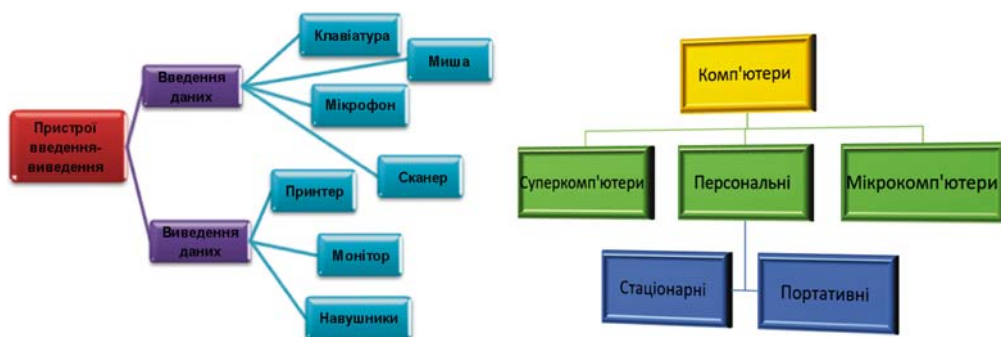 Пристрої
введення-
виведення
Введення
даних
Клавіатура
Миша
Мікрофон
Сканер
Виведення
даних
Принтер
Монітор
Навушники
Комп'ютери
Суперкомп'ютери
Персональні
Мікрокомп'ютери
Стаціонарні
Портативні